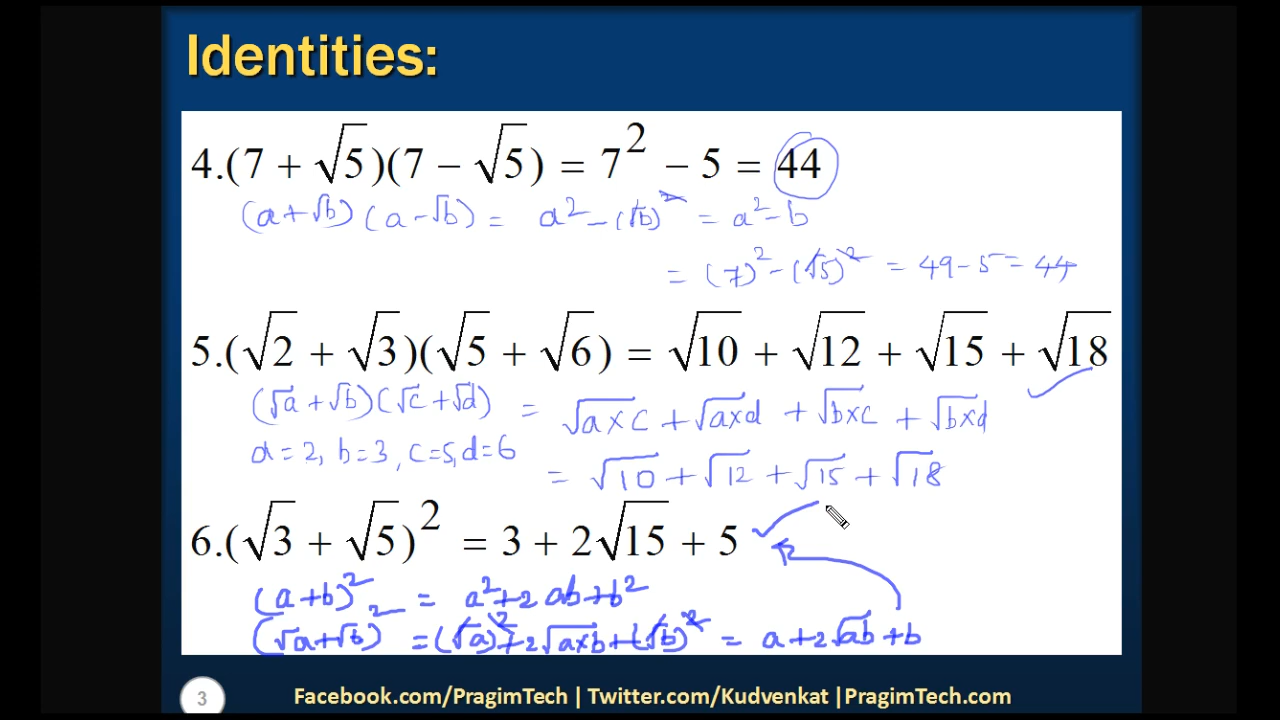 Identities:
4.(7 + √5)(7 − √5) = 7² − 5 = 44
(a+√b)(a-√b) = a²-(√b)² = a²-b
= (7)²-(√5)² = 49-5 = 44
5.(√2 + √3)(√5 + √6) = √10 + √12 + √15 + √18
(√a+√b)(√c+√d) = √a×c + √a×d + √b×c + √b×d
a=2, b=3, c=5, d=6
= √10 + √12 + √15 + √18
6.(√3 + √5)² = 3 + 2√15 + 5
(a+b)² = a²+2ab+b²
(√a+√b)² = (√a)²+2√a×b+(√b)² = a+2√ab+b
3
Facebook.com/PragimTech | Twitter.com/Kudvenkat |PragimTech.com